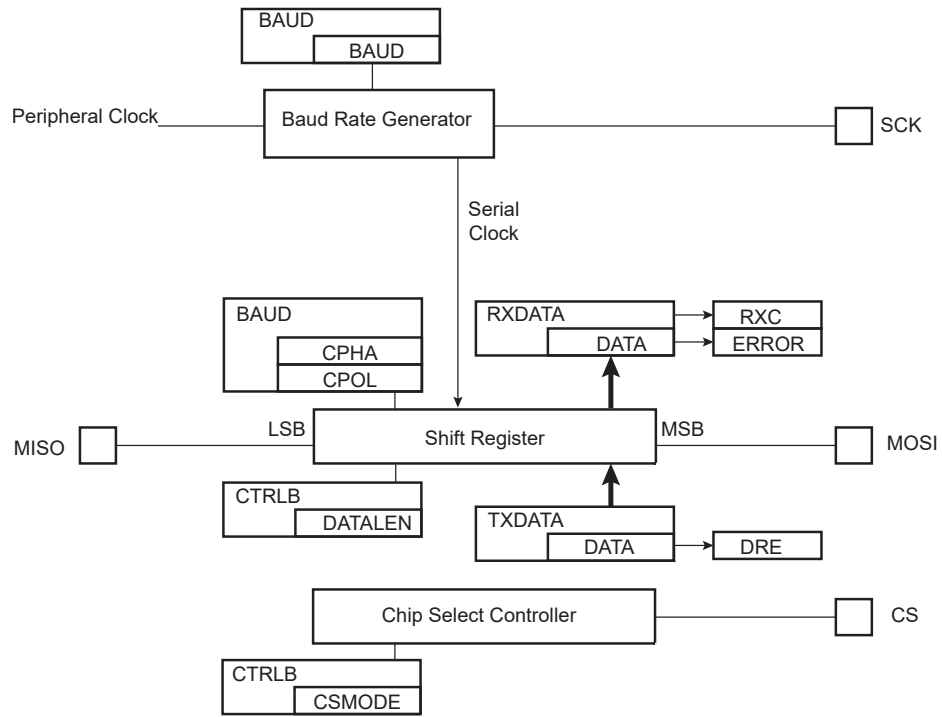 BAUD
BAUD
Peripheral Clock
Baud Rate Generator
SCK
Serial
Clock
BAUD
CPHA
CPOL
RXDATA
DATA
RXC
ERROR
MISO
LSB
Shift Register
MSB
MOSI
CTRLB
DATALEN
TXDATA
DATA
DRE
Chip Select Controller
CS
CTRLB
CSMODE